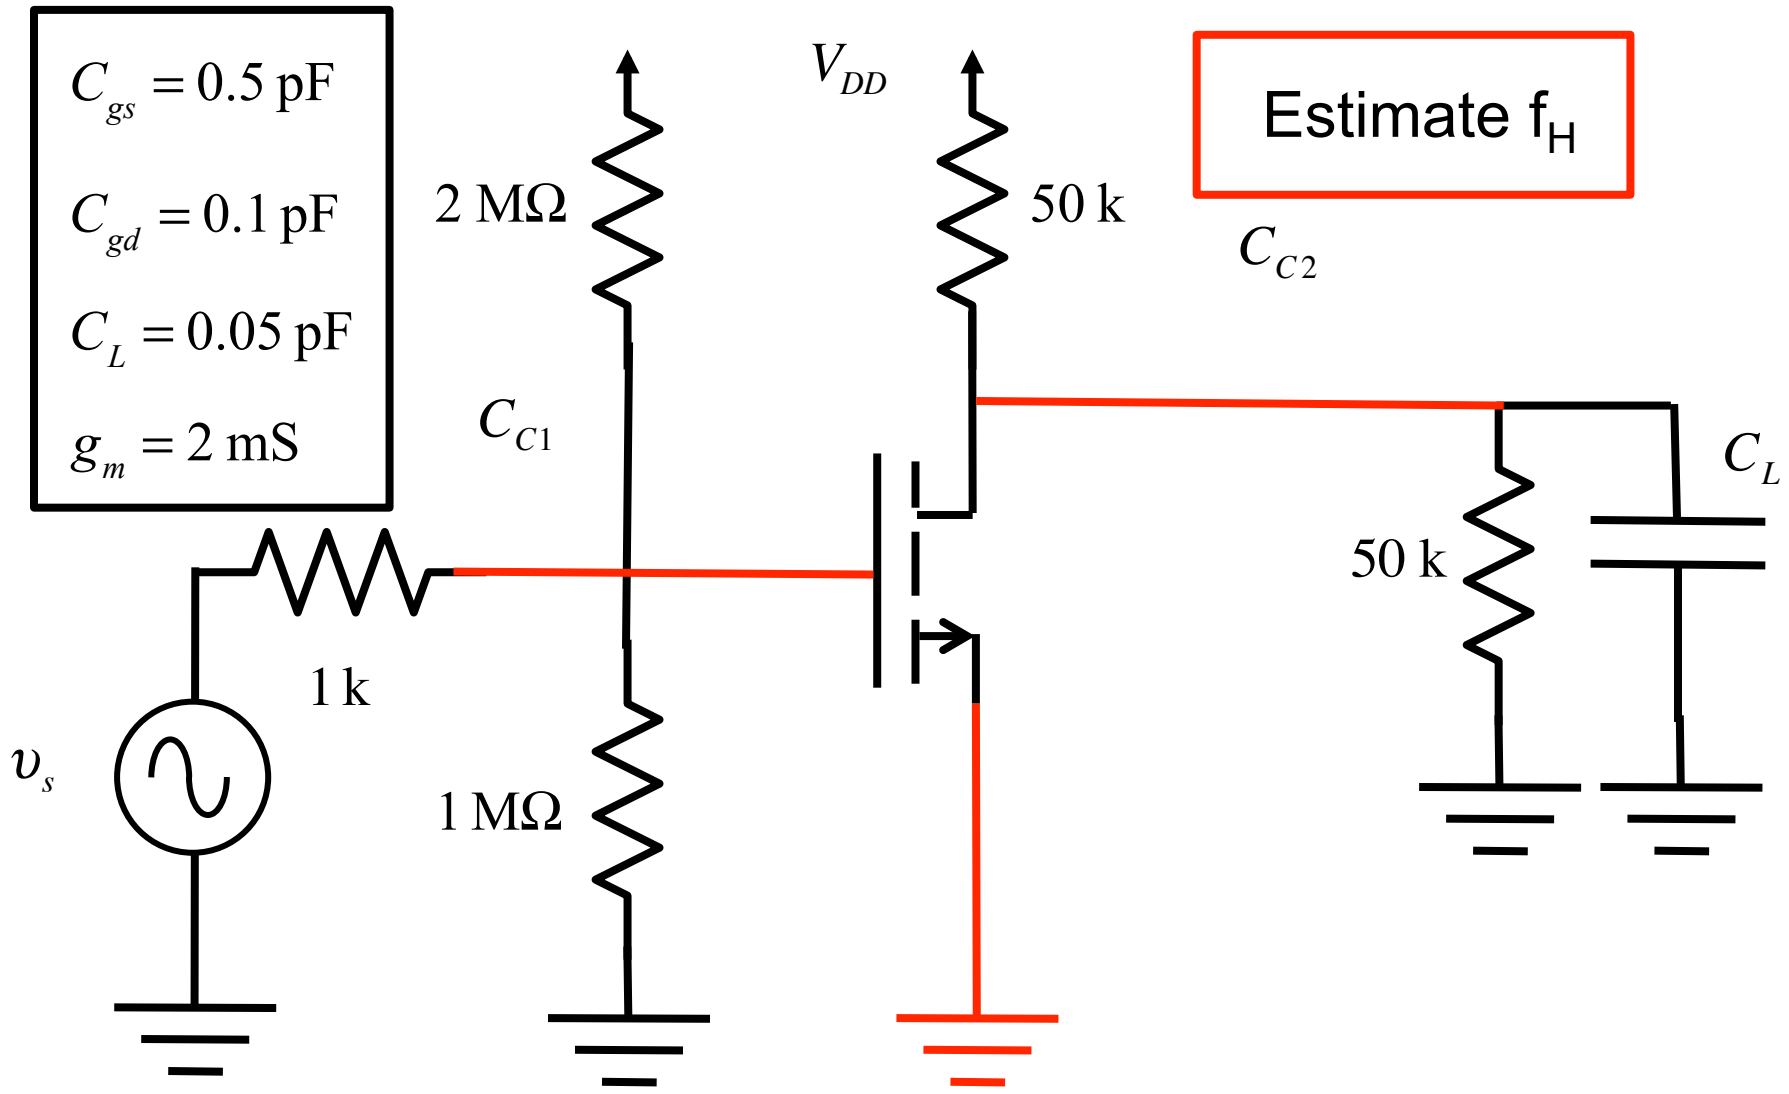 C_gs = 0.5 pF
C_gd = 0.1 pF
C_L = 0.05 pF
g_m = 2 mS
V_DD
Estimate f_H
2 MΩ
50 k
C_C2
C_C1
C_L
50 k
1 k
υ_s
1 MΩ